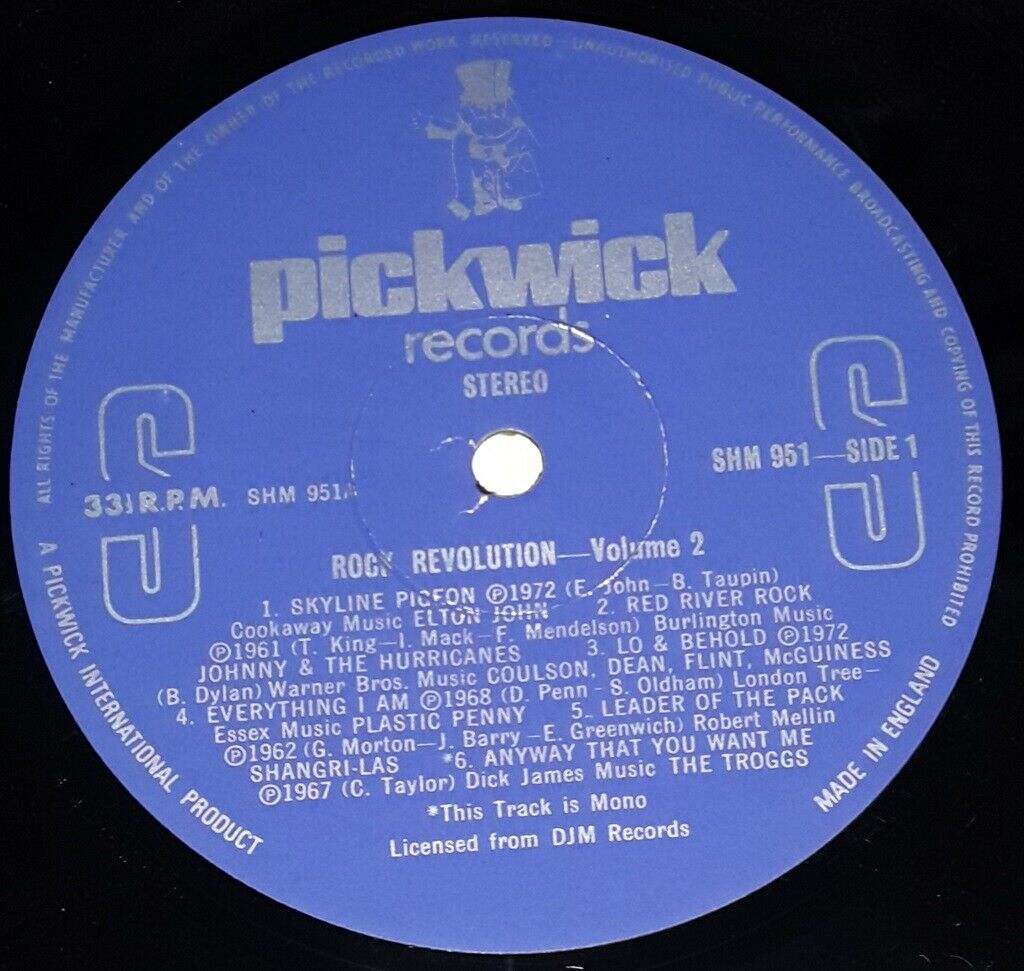 ALL RIGHTS OF THE MANUFACTURER AND OF THE OWNER OF THE RECORDED WORK RESERVED - UNAUTHORISED PUBLIC PERFORMANCE BROADCASTING AND COPYING OF THIS RECORD PROHIBITED
pickwick
records
STEREO
33⅓ R.P.M. SHM 951A
SHM 951—SIDE 1
ROCK REVOLUTION—Volume 2
1. SKYLINE PIGEON ℗1972 (E. John—B. Taupin)
Cookaway Music ELTON JOHN 2. RED RIVER ROCK
℗1961 (T. King—I. Mack—F. Mendelson) Burlington Music
JOHNNY & THE HURRICANES 3. LO & BEHOLD ℗1972
(B. Dylan) Warner Bros. Music COULSON, DEAN, FLINT, McGUINESS
4. EVERYTHING I AM ℗1968 (D. Penn—S. Oldham) London Tree—
Essex Music PLASTIC PENNY 5. LEADER OF THE PACK
℗1962 (G. Morton—J. Barry—E. Greenwich) Robert Mellin
SHANGRI-LAS *6. ANYWAY THAT YOU WANT ME
℗1967 (C. Taylor) Dick James Music THE TROGGS
*This Track is Mono
Licensed from DJM Records
A PICKWICK INTERNATIONAL PRODUCT
MADE IN ENGLAND